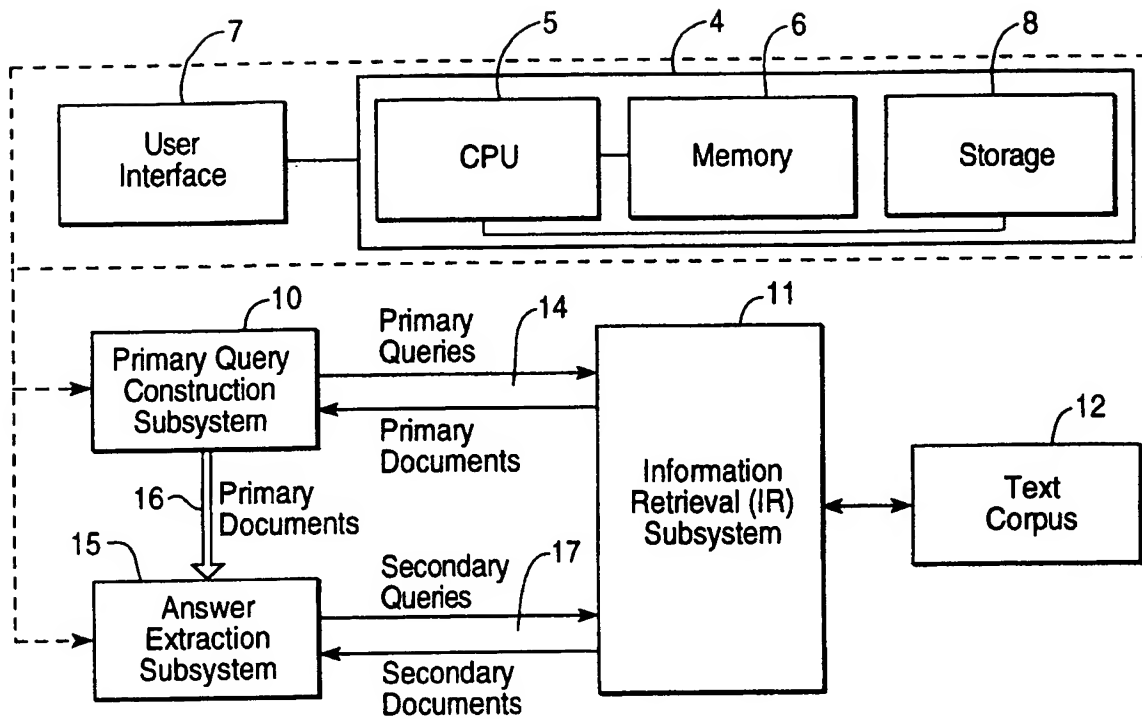 7
5
4
6
8
User
Interface
CPU
Memory
Storage
10
11
14
Primary
Queries
Primary Query
Construction
Subsystem
Primary
Documents
12
Information
Retrieval (IR)
Subsystem
Text
Corpus
16
Primary
Documents
15
17
Secondary
Queries
Answer
Extraction
Subsystem
Secondary
Documents